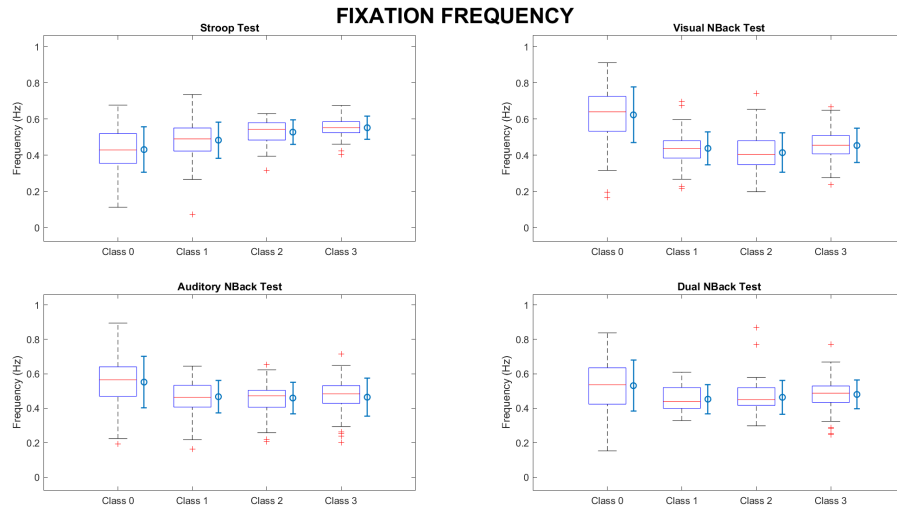 FIXATION FREQUENCY
Stroop Test
Frequency (Hz)
1
0.8
0.6
0.4
0.2
0
Class 0 Class 1 Class 2 Class 3
Visual NBack Test
Frequency (Hz)
1
0.8
0.6
0.4
0.2
0
Class 0 Class 1 Class 2 Class 3
Auditory NBack Test
Frequency (Hz)
1
0.8
0.6
0.4
0.2
0
Class 0 Class 1 Class 2 Class 3
Dual NBack Test
Frequency (Hz)
1
0.8
0.6
0.4
0.2
0
Class 0 Class 1 Class 2 Class 3